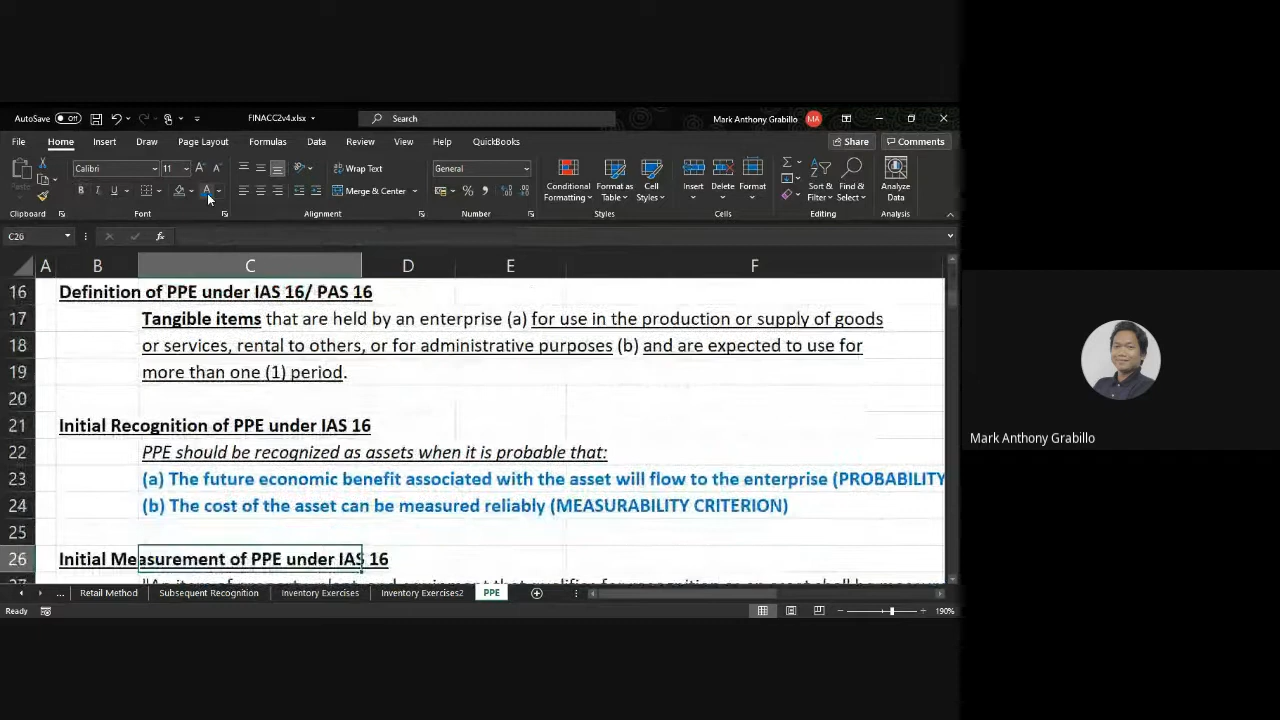 AutoSave Off FINACC2v4.xlsx Search Mark Anthony Grabillo MA
File Home Insert Draw Page Layout Formulas Data Review View Help QuickBooks Share Comments
Paste Calibri 11 A A Wrap Text General Conditional Formatting Format as Table Cell Styles Insert Delete Format Sort & Filter Find & Select Analyze Data
B I U A Merge & Center %
Clipboard Font Alignment Number Styles Cells Editing Analysis
C26 fx
A B C D E F
16 Definition of PPE under IAS 16/ PAS 16
17 Tangible items that are held by an enterprise (a) for use in the production or supply of goods
18 or services, rental to others, or for administrative purposes (b) and are expected to use for
19 more than one (1) period.
20
21 Initial Recognition of PPE under IAS 16
22 PPE should be recognized as assets when it is probable that:
23 (a) The future economic benefit associated with the asset will flow to the enterprise (PROBABILITY
24 (b) The cost of the asset can be measured reliably (MEASURABILITY CRITERION)
25
26 Initial Measurement of PPE under IAS 16
... Retail Method Subsequent Recognition Inventory Exercises Inventory Exercises2 PPE
Ready 190%
Mark Anthony Grabillo